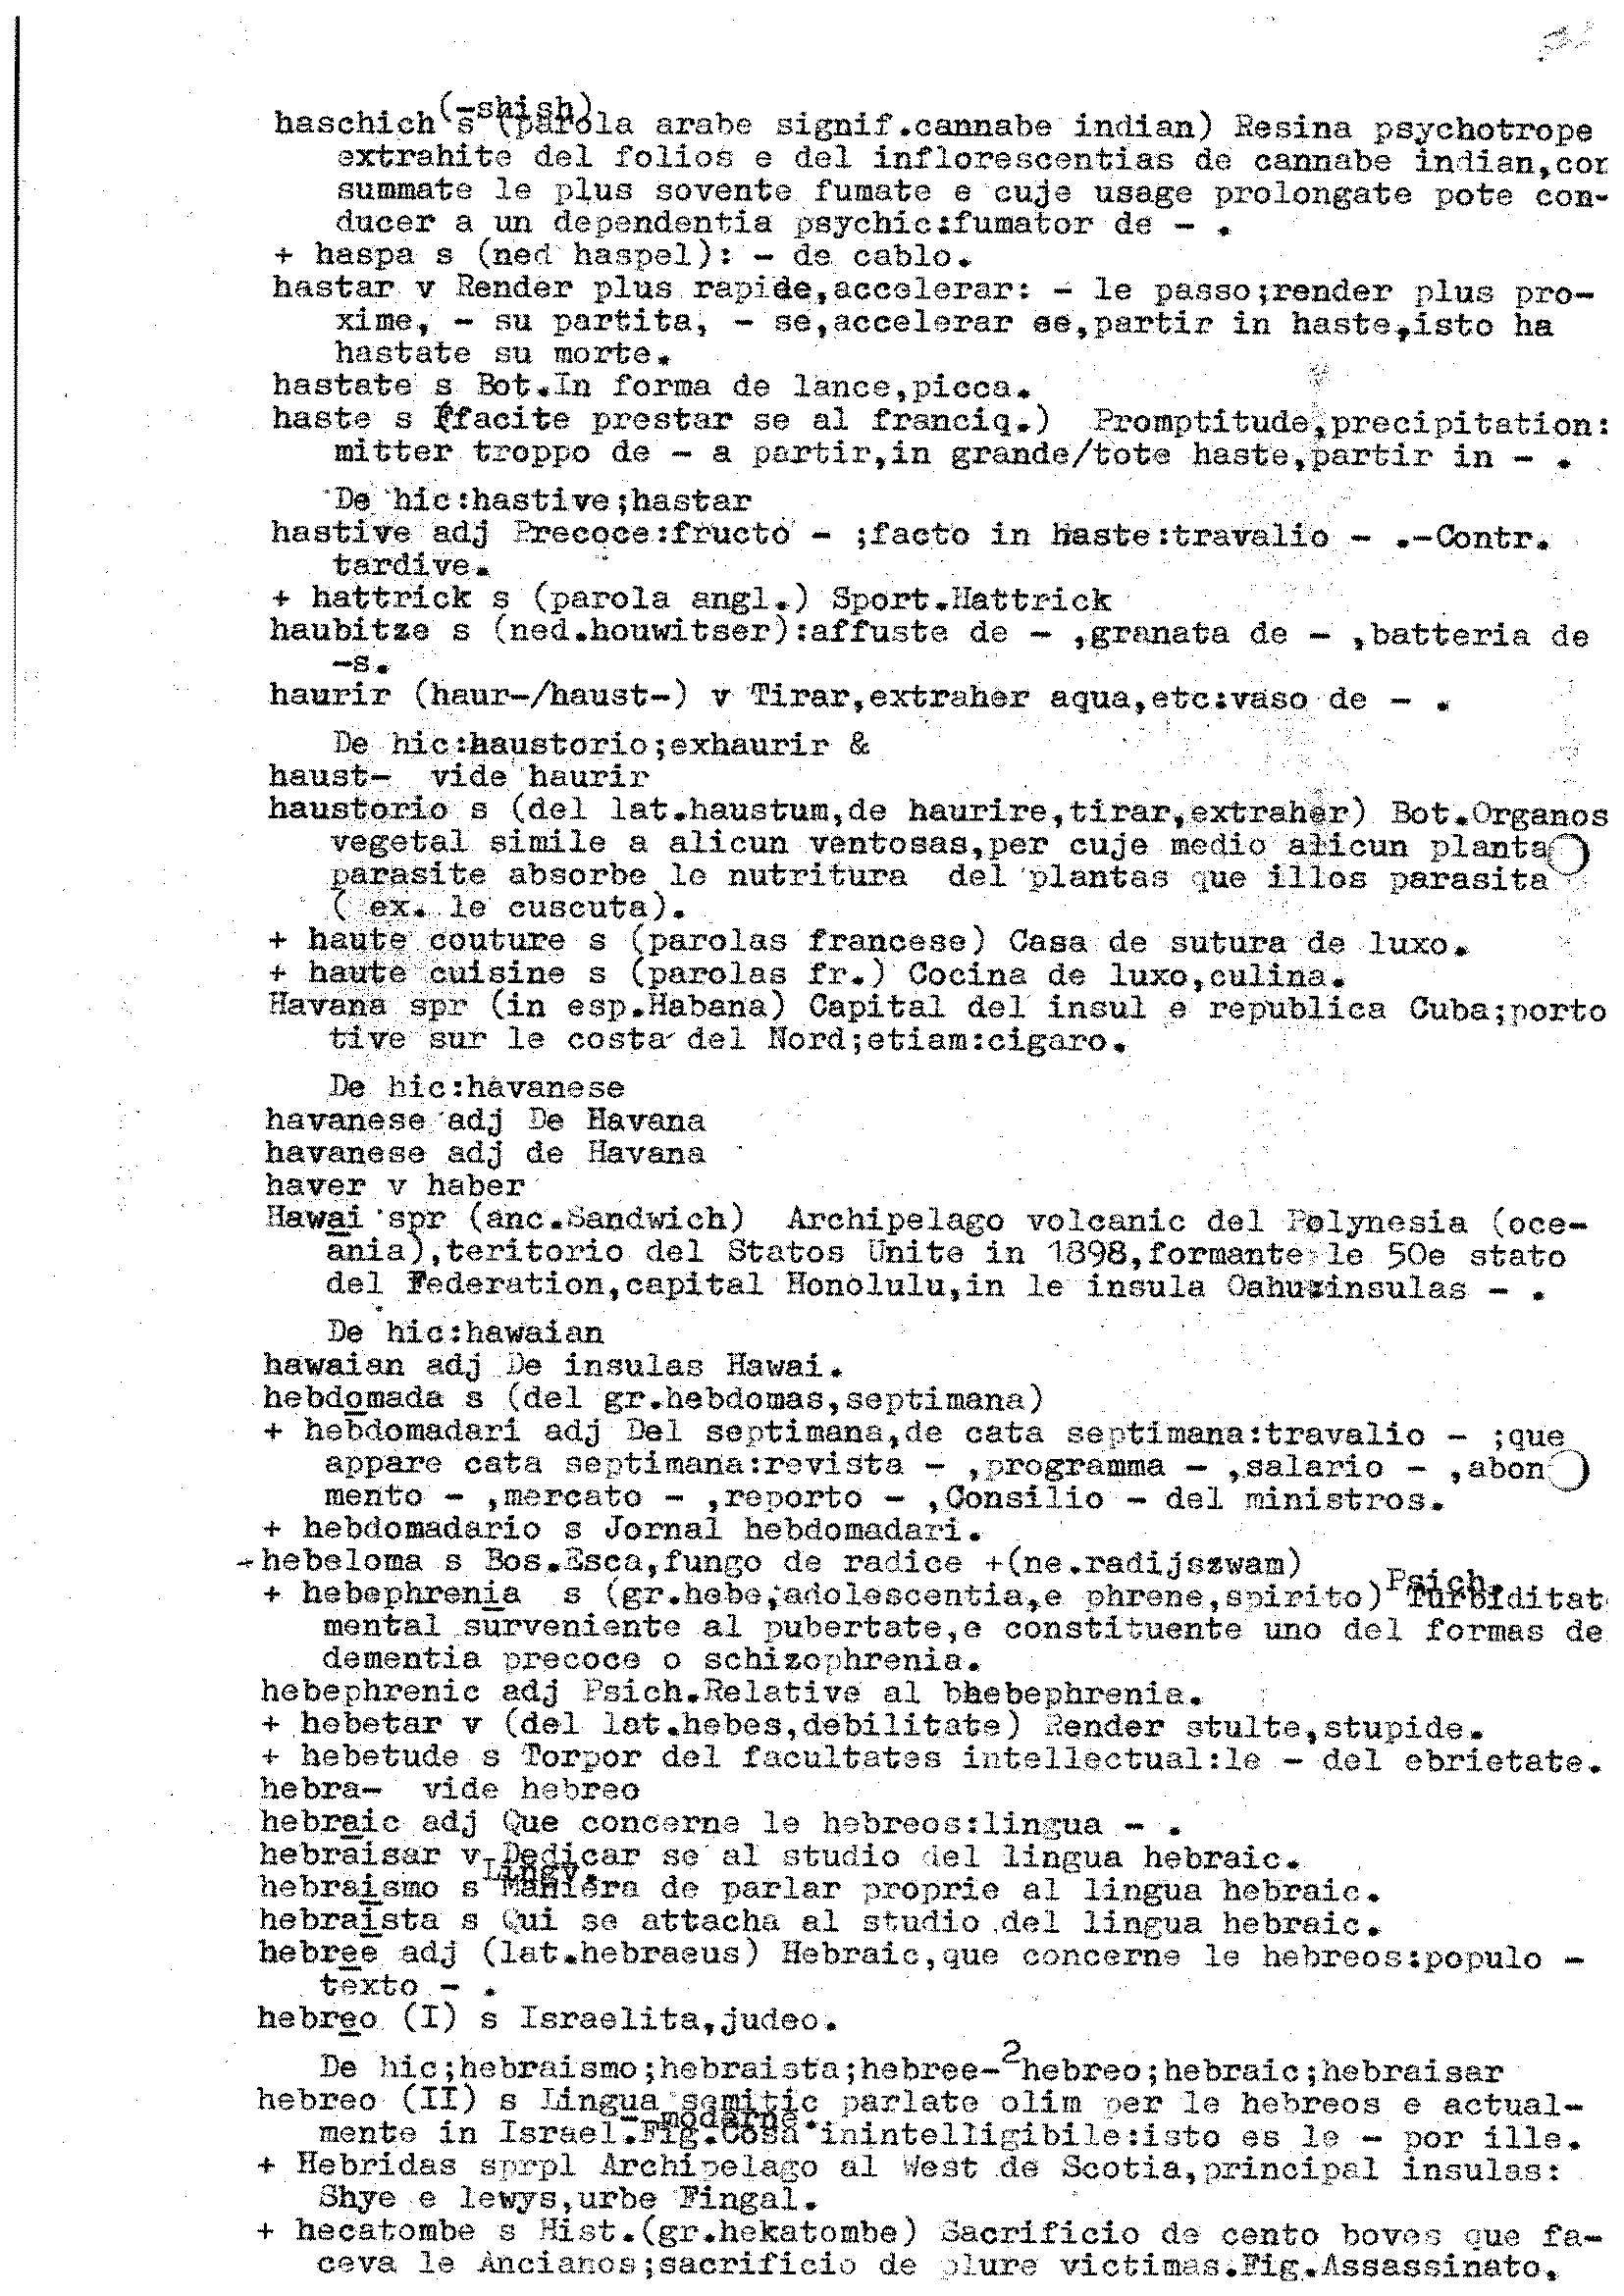 haschich(-shish) s (parola arabe signif.cannabe indian) Resina psychotrope
extrahite del folios e del inflorescentias de cannabe indian,con
summate le plus sovente fumate e cuje usage prolongate pote con-
ducer a un dependentia psychic:fumator de - .
+ haspa s (ned haspel): - de cablo.
hastar v Render plus rapide,accelerar: - le passo;render plus pro-
xime, - su partita, - se,accelerar se,partir in haste,isto ha
hastate su morte.
hastate s Bot.In forma de lance,picca.
haste s (facite prestar se al franciq.) Promptitude,precipitation:
mitter troppo de - a partir,in grande/tote haste,partir in - .
De hic:hastive;hastar
hastive adj Precoce:fructo - ;facto in haste:travalio - .-Contr.
tardive.
+ hattrick s (parola angl.) Sport.Hattrick
haubitze s (ned.houwitser):affuste de - ,granata de - ,batteria de
-s.
haurir (haur-/haust-) v Tirar,extraher aqua,etc:vaso de - .
De hic:haustorio;exhaurir &
haust- vide haurir
haustorio s (del lat.haustum,de haurire,tirar,extraher) Bot.Organos
vegetal simile a alicun ventosas,per cuje medio alicun planta
parasite absorbe le nutritura del plantas que illos parasita
( ex. le cuscuta).
+ haute couture s (parolas francese) Casa de sutura de luxo.
+ haute cuisine s (parolas fr.) Cocina de luxo,culina.
Havana spr (in esp.Habana) Capital del insul e republica Cuba;porto
tive sur le costa del Nord;etiam:cigaro.
De hic:havanese
havanese adj De Havana
havanese adj de Havana
haver v haber
Hawai spr (anc.Sandwich) Archipelago volcanic del Polynesia (oce-
ania),teritorio del Statos Unite in 1898,formante le 50e stato
del Federation,capital Honolulu,in le insula Oahu:insulas - .
De hic:hawaian
hawaian adj De insulas Hawai.
hebdomada s (del gr.hebdomas,septimana)
+ hebdomadari adj Del septimana,de cata septimana:travalio - ;que
appare cata septimana:revista - ,programma - ,salario - ,abon
mento - ,mercato - ,reporto - ,Consilio - del ministros.
+ hebdomadario s Jornal hebdomadari.
+hebeloma s Bos.Esca,fungo de radice +(ne.radijszwam)
+ hebephrenia s (gr.hebe,adolescentia,e phrene,spirito) Psich. Turbiditat
mental surveniente al pubertate,e constituente uno del formas de
dementia precoce o schizophrenia.
hebephrenic adj Psich.Relative al bhebephrenia.
+ hebetar v (del lat.hebes,debilitate) Render stulte,stupide.
+ hebetude s Torpor del facultates intellectual:le - del ebrietate.
hebra- vide hebreo
hebraic adj Que concerne le hebreos:lingua - .
hebraisar v Dedicar se al studio del lingua hebraic.
hebraismo s Lingv. Maniera de parlar proprie al lingua hebraic.
hebraista s Qui se attacha al studio del lingua hebraic.
hebree adj (lat.hebraeus) Hebraic,que concerne le hebreos:populo -
texto - .
hebreo (I) s Israelita,judeo.
De hic;hebraismo;hebraista;hebree-2hebreo;hebraic;hebraisar
hebreo (II) s Lingua semitic parlate olim per le hebreos e actual-
mente in Israel.- moderne. Fig.Cosa inintelligibile:isto es le - por ille.
+ Hebridas sprpl Archipelago al West de Scotia,principal insulas:
Shye e lewys,urbe Fingal.
+ hecatombe s Hist.(gr.hekatombe) Sacrificio de cento boves que fa-
ceva le Ancianos;sacrificio de plure victimas.Fig.Assassinato.